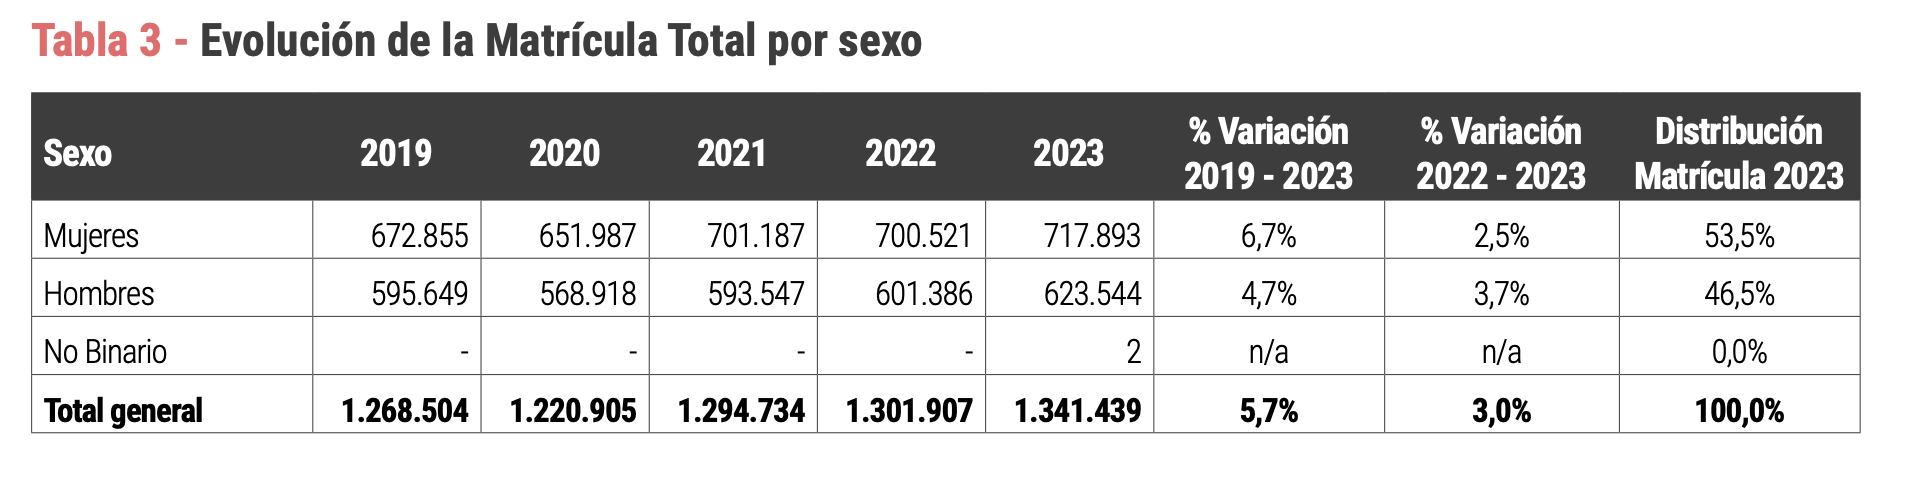 Tabla 3 - Evolución de la Matrícula Total por sexo
Sexo 2019 2020 2021 2022 2023 % Variación 2019 - 2023 % Variación 2022 - 2023 Distribución Matrícula 2023
Mujeres 672.855 651.987 701.187 700.521 717.893 6,7% 2,5% 53,5%
Hombres 595.649 568.918 593.547 601.386 623.544 4,7% 3,7% 46,5%
No Binario - - - - 2 n/a n/a 0,0%
Total general 1.268.504 1.220.905 1.294.734 1.301.907 1.341.439 5,7% 3,0% 100,0%